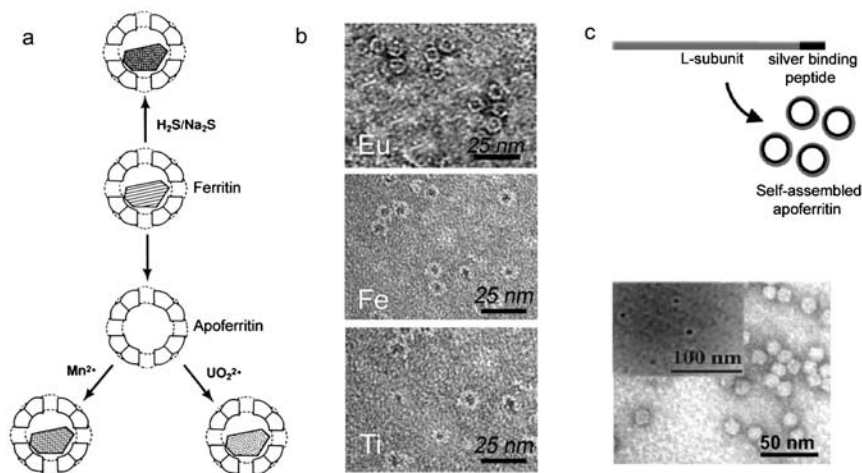 a
H₂S/Na₂S
Ferritin
Apoferritin
Mn²⁺
UO₂²⁺
b
Eu
25 nm
Fe
25 nm
Ti
25 nm
c
L-subunit
silver binding
peptide
Self-assembled
apoferritin
100 nm
50 nm